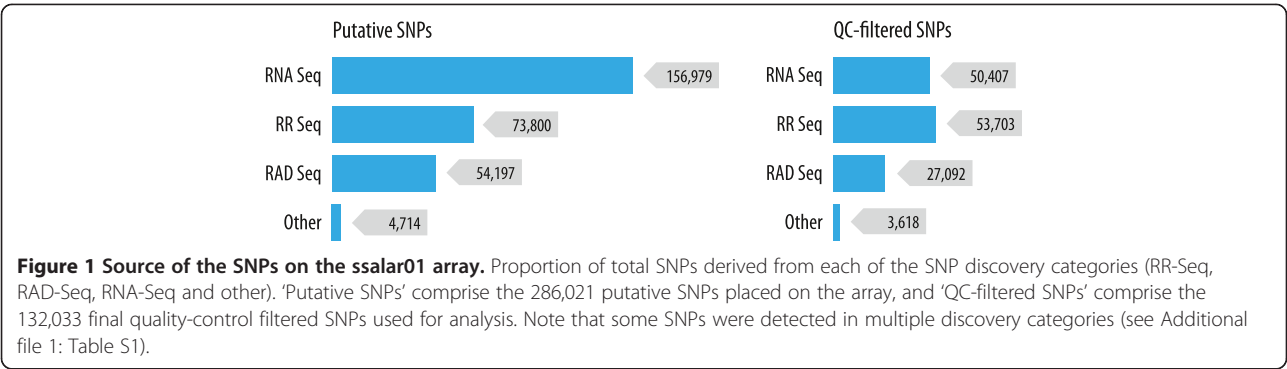 Putative SNPs
RNA Seq 156,979
RR Seq 73,800
RAD Seq 54,197
Other 4,714
QC-filtered SNPs
RNA Seq 50,407
RR Seq 53,703
RAD Seq 27,092
Other 3,618
Figure 1 Source of the SNPs on the ssalar01 array. Proportion of total SNPs derived from each of the SNP discovery categories (RR-Seq,
RAD-Seq, RNA-Seq and other). ‘Putative SNPs’ comprise the 286,021 putative SNPs placed on the array, and ‘QC-filtered SNPs’ comprise the
132,033 final quality-control filtered SNPs used for analysis. Note that some SNPs were detected in multiple discovery categories (see Additional
file 1: Table S1).